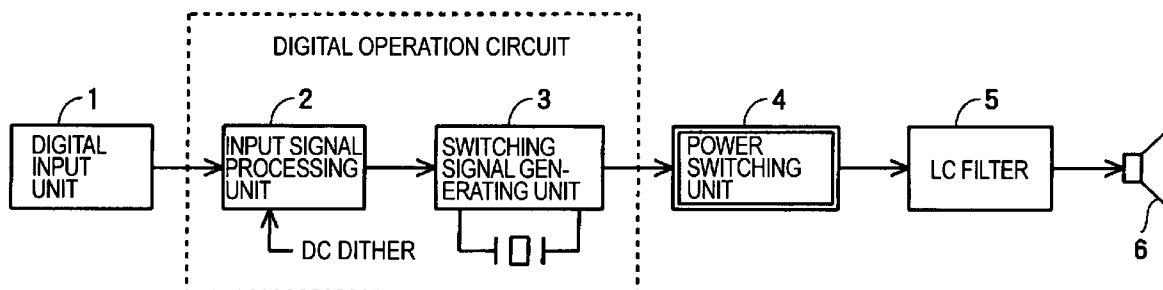 DIGITAL OPERATION CIRCUIT
1
2
3
4
5
DIGITAL
INPUT
UNIT
INPUT SIGNAL
PROCESSING
UNIT
SWITCHING
SIGNAL GEN-
ERATING UNIT
POWER
SWITCHING
UNIT
LC FILTER
6
DC DITHER